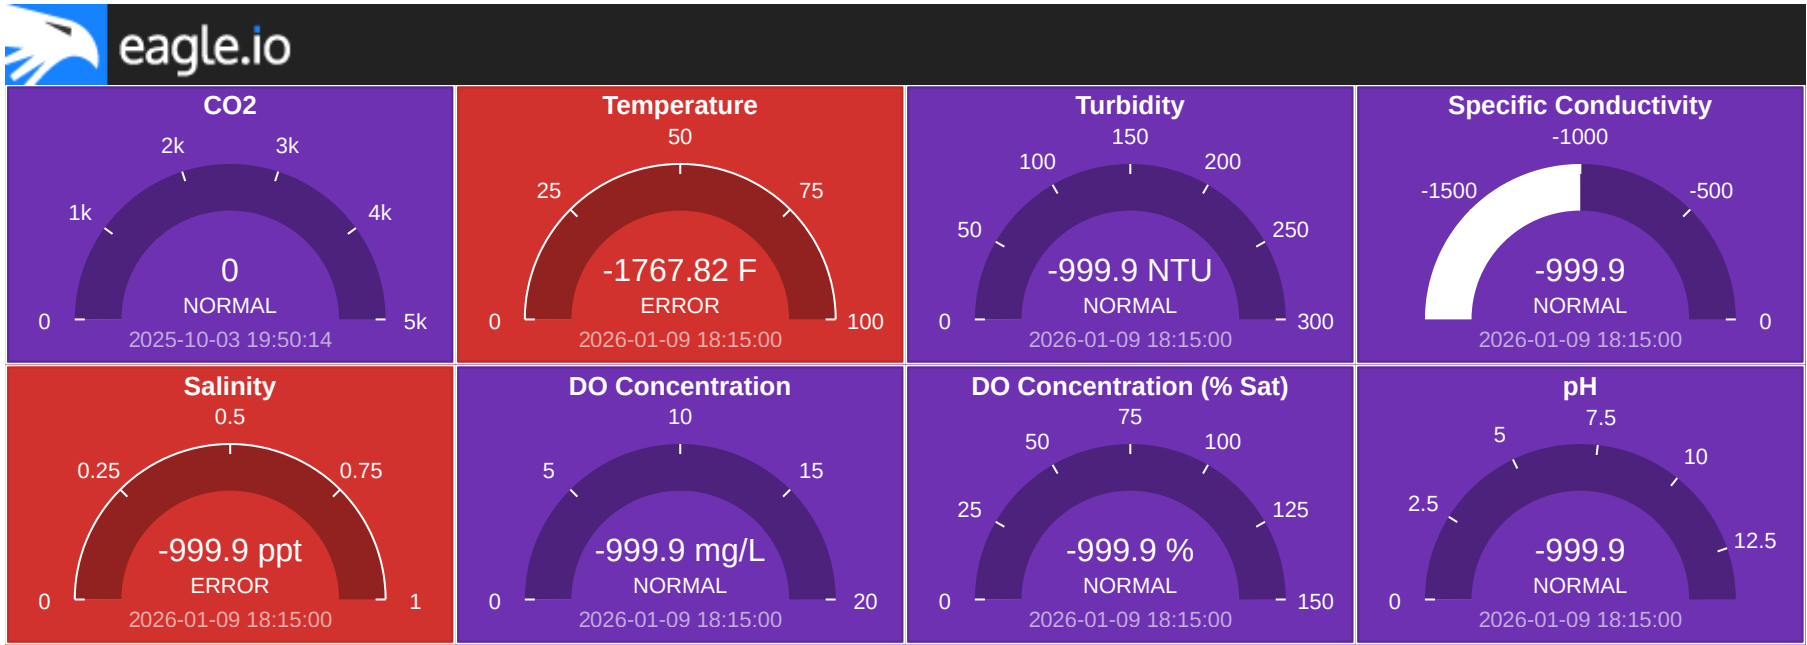 eagle.io
CO2
0
1k
2k
3k
4k
5k
0
NORMAL
2025-10-03 19:50:14
Temperature
0
25
50
75
100
-1767.82 F
ERROR
2026-01-09 18:15:00
Turbidity
0
50
100
150
200
250
300
-999.9 NTU
NORMAL
2026-01-09 18:15:00
Specific Conductivity
-1500
-1000
-500
0
-999.9
NORMAL
2026-01-09 18:15:00
Salinity
0
0.25
0.5
0.75
1
-999.9 ppt
ERROR
2026-01-09 18:15:00
DO Concentration
0
5
10
15
20
-999.9 mg/L
NORMAL
2026-01-09 18:15:00
DO Concentration (% Sat)
0
25
50
75
100
125
150
-999.9 %
NORMAL
2026-01-09 18:15:00
pH
0
2.5
5
7.5
10
12.5
-999.9
NORMAL
2026-01-09 18:15:00